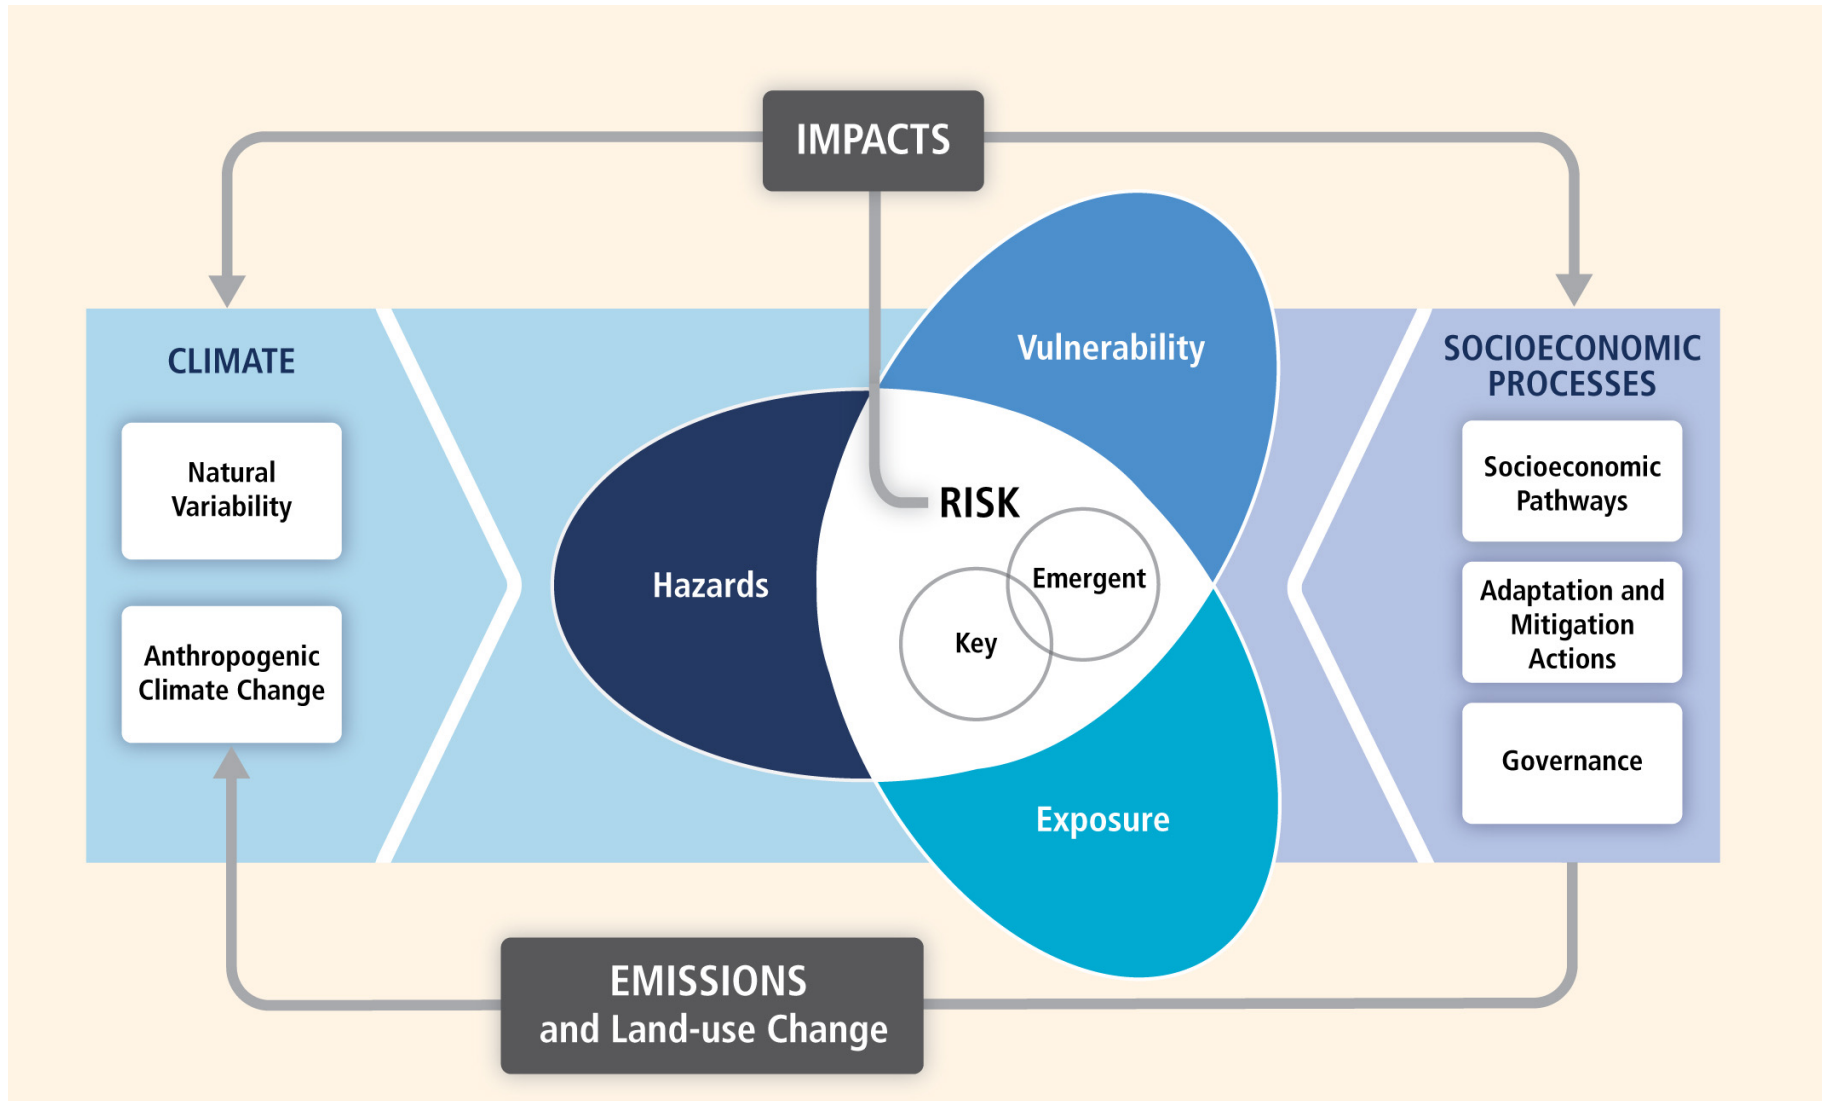 IMPACTS
CLIMATE
Natural
Variability
Anthropogenic
Climate Change
Vulnerability
Hazards
RISK
Emergent
Key
Exposure
SOCIOECONOMIC
PROCESSES
Socioeconomic
Pathways
Adaptation and
Mitigation
Actions
Governance
EMISSIONS
and Land-use Change